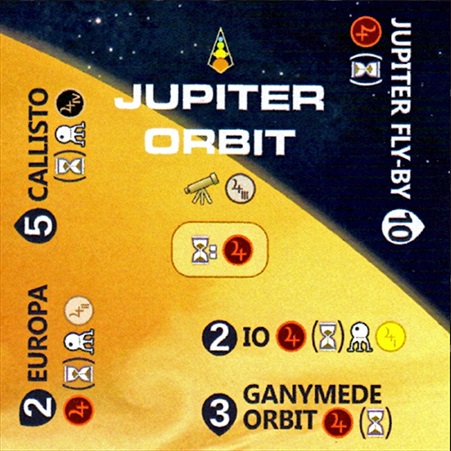 JUPITER
ORBIT
JUPITER FLY-BY 10
5 CALLISTO
2 EUROPA
2 IO
3 GANYMEDE
ORBIT